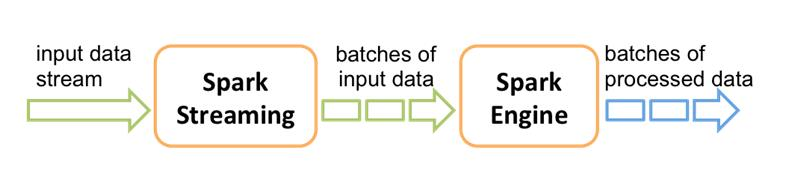 input data
stream
Spark
Streaming
batches of
input data
Spark
Engine
batches of
processed data